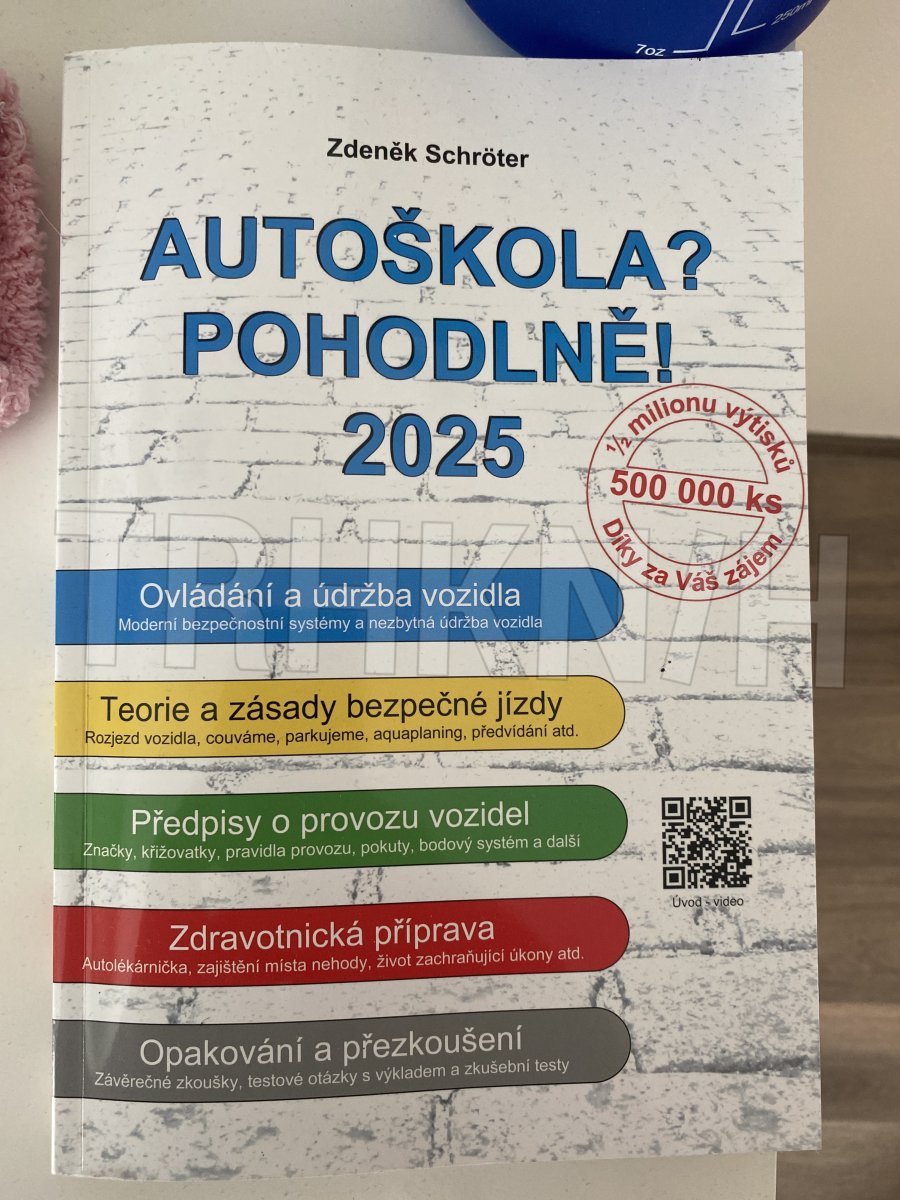 7oz
250ml
Zdeněk Schröter
AUTOŠKOLA?
POHODLNĚ!
2025
½ milionu výtisků
500 000 ks
Díky za Váš zájem
TRHKNIH
Ovládání a údržba vozidla
Moderní bezpečnostní systémy a nezbytná údržba vozidla
Teorie a zásady bezpečné jízdy
Rozjezd vozidla, couváme, parkujeme, aquaplaning, předvídání atd.
Předpisy o provozu vozidel
Značky, křižovatky, pravidla provozu, pokuty, bodový systém a další
Úvod - video
Zdravotnická příprava
Autolékárnička, zajištění místa nehody, život zachraňující úkony atd.
Opakování a přezkoušení
Závěrečné zkoušky, testové otázky s výkladem a zkušební testy